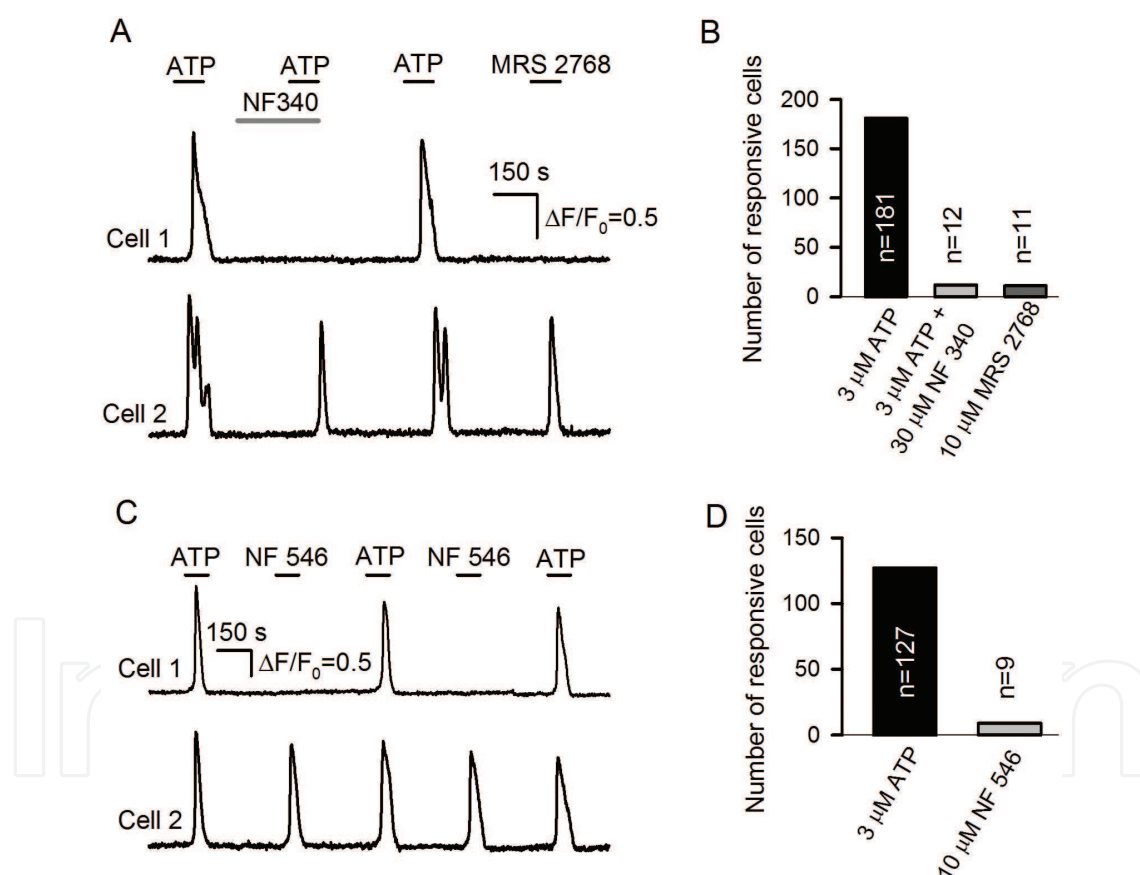 A
ATP ATP ATP MRS 2768
NF340
150 s
ΔF/F0=0.5
Cell 1
Cell 2
B
Number of responsive cells
200
150
100
50
0
n=181
n=12
n=11
3 µM ATP
3 µM ATP +
30 µM NF 340
10 µM MRS 2768
C
ATP NF 546 ATP NF 546 ATP
150 s
ΔF/F0=0.5
Cell 1
Cell 2
D
Number of responsive cells
150
100
50
0
n=127
n=9
3 µM ATP
10 µM NF 546